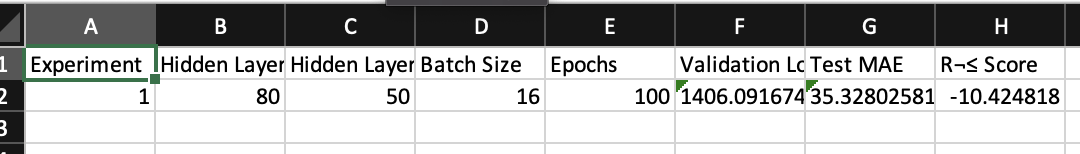 A B C D E F G H
1 Experiment Hidden Layer Hidden Layer Batch Size Epochs Validation Lo Test MAE R¬≤ Score
2 1 80 50 16 100 1406.091674 35.32802581 -10.424818
3